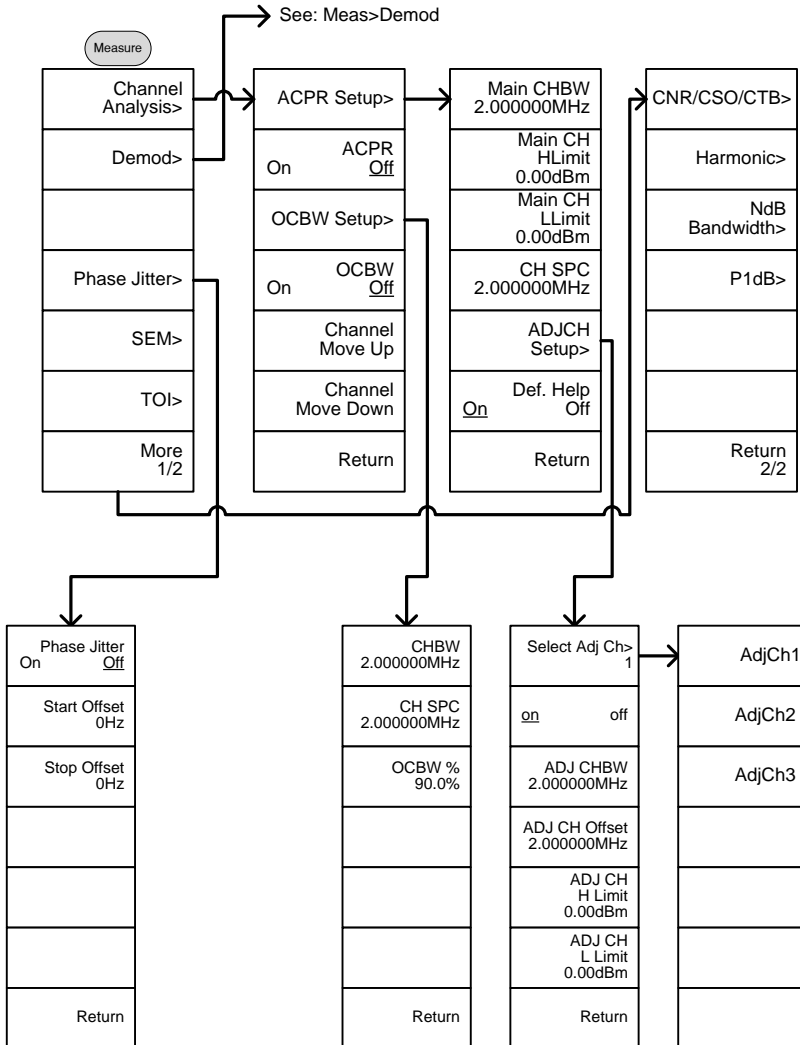 See: Meas>Demod
Measure
Channel
Analysis>
Demod>
Phase Jitter>
SEM>
TOI>
More
1/2
ACPR Setup>
ACPR
On Off
OCBW Setup>
OCBW
On Off
Channel
Move Up
Channel
Move Down
Return
Main CHBW
2.000000MHz
Main CH
HLimit
0.00dBm
Main CH
LLimit
0.00dBm
CH SPC
2.000000MHz
ADJCH
Setup>
Def. Help
On Off
Return
CNR/CSO/CTB>
Harmonic>
NdB
Bandwidth>
P1dB>
Return
2/2
Phase Jitter
On Off
Start Offset
0Hz
Stop Offset
0Hz
Return
CHBW
2.000000MHz
CH SPC
2.000000MHz
OCBW %
90.0%
Return
Select Adj Ch>
1
on off
ADJ CHBW
2.000000MHz
ADJ CH Offset
2.000000MHz
ADJ CH
H Limit
0.00dBm
ADJ CH
L Limit
0.00dBm
Return
AdjCh1
AdjCh2
AdjCh3